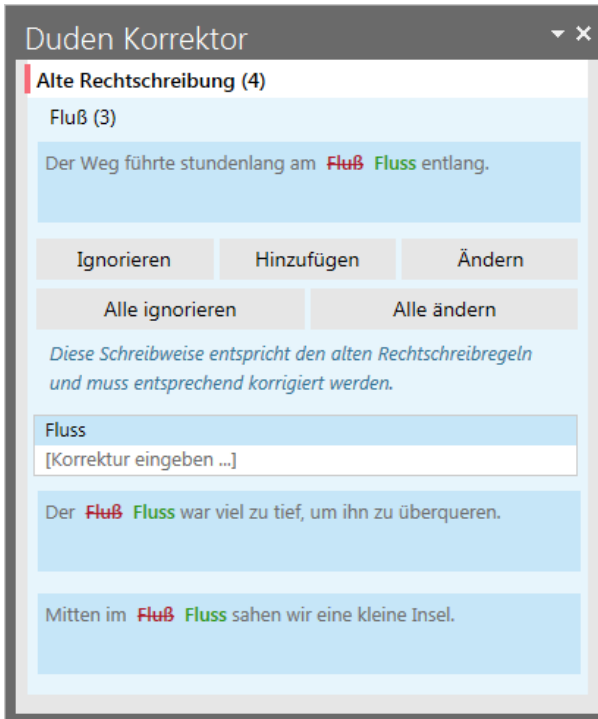 Duden Korrektor
Alte Rechtschreibung (4)
Fluß (3)
Der Weg führte stundenlang am Fluß Fluss entlang.
Ignorieren Hinzufügen Ändern
Alle ignorieren Alle ändern
Diese Schreibweise entspricht den alten Rechtschreibregeln
und muss entsprechend korrigiert werden.
Fluss
[Korrektur eingeben ...]
Der Fluß Fluss war viel zu tief, um ihn zu überqueren.
Mitten im Fluß Fluss sahen wir eine kleine Insel.